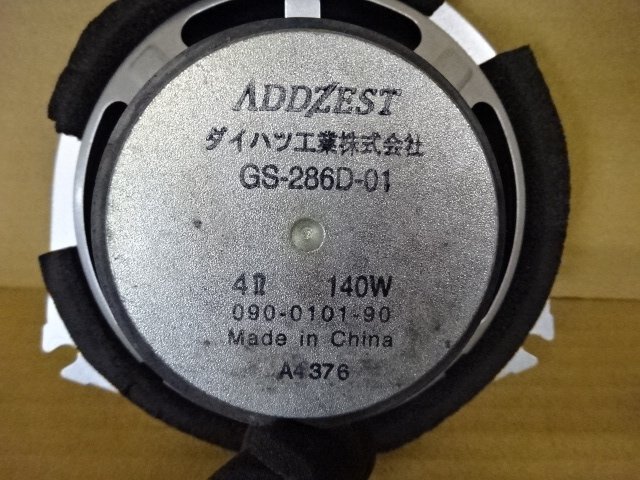 ADDZEST
ダイハツ工業株式会社
GS-286D-01
4Ω 140W
090-0101-90
Made in China
A4376